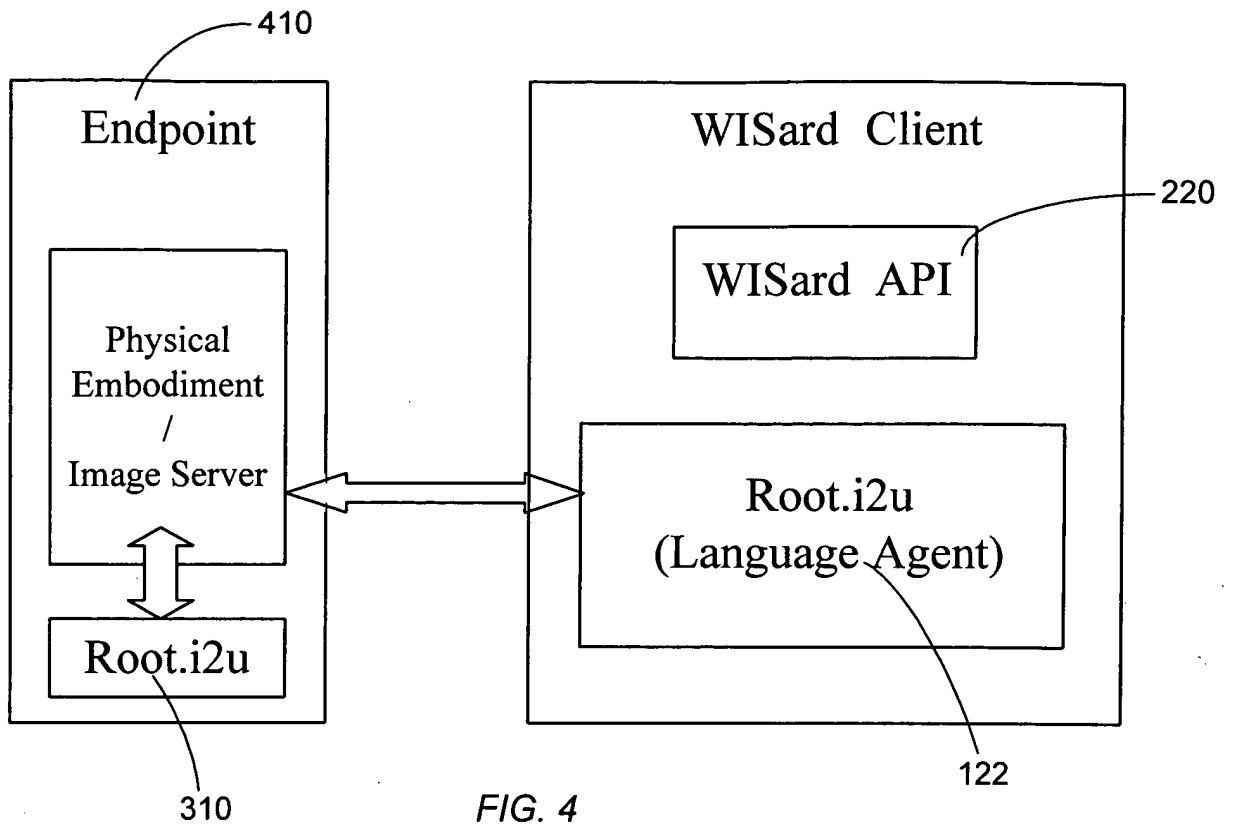 410
Endpoint
WISard Client
220
WISard API
Physical
Embodiment
/
Image Server
Root.i2u
(Language Agent)
Root.i2u
122
310
FIG. 4